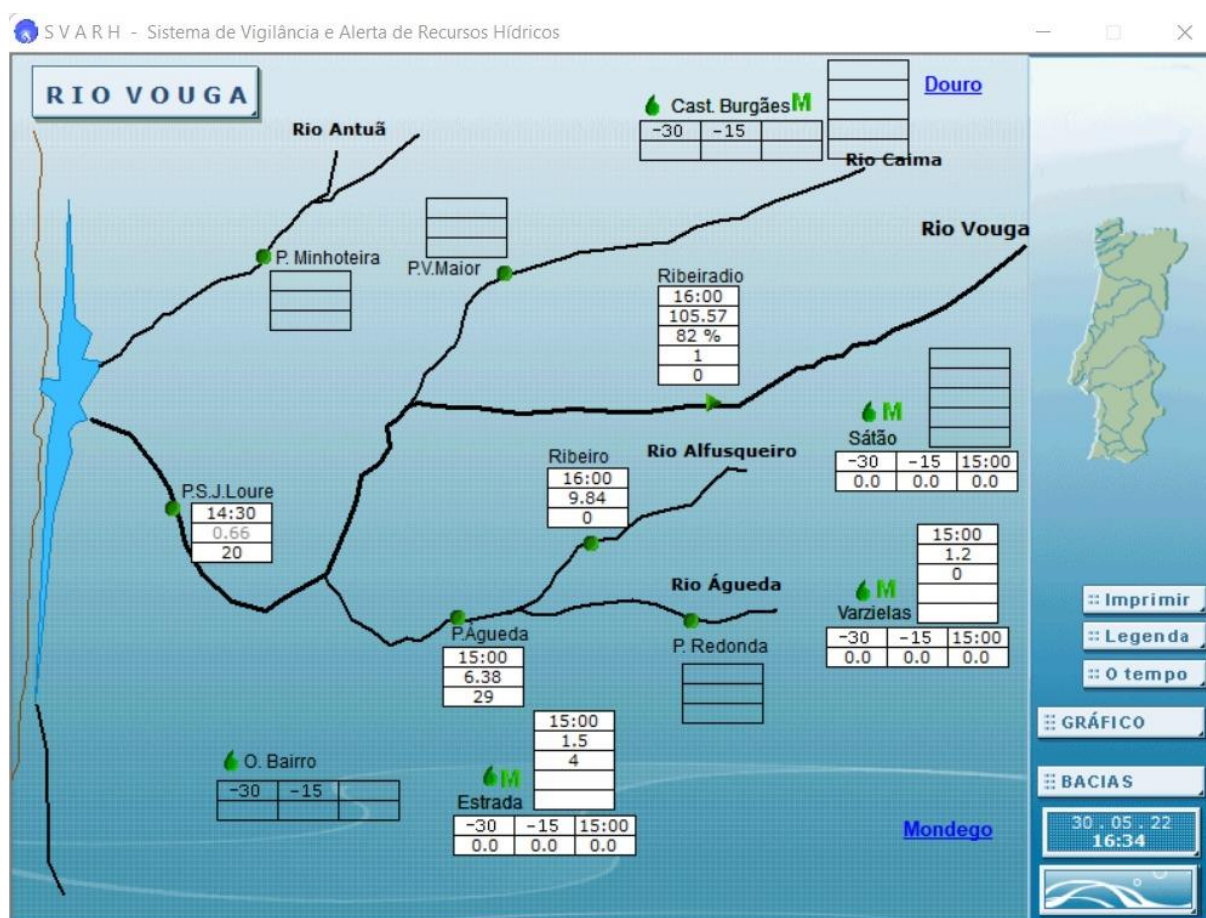 S V A R H - Sistema de Vigilância e Alerta de Recursos Hídricos
RIO VOUGA
Douro
Cast. Burgães M
-30 -15
Rio Antuã
Rio Caima
Rio Vouga
P. Minhoteira
P.V.Maior
Ribeiradio
16:00
105.57
82 %
1
0
M
Sátão
-30 -15 15:00
0.0 0.0 0.0
Rio Alfusqueiro
Ribeiro
16:00
9.84
0
P.S.J.Loure
14:30
0.66
20
15:00
1.2
0
M
Varzielas
-30 -15 15:00
0.0 0.0 0.0
Rio Águeda
P.Águeda
15:00
6.38
29
P. Redonda
15:00
1.5
4
O. Bairro
-30 -15
M
Estrada
-30 -15 15:00
0.0 0.0 0.0
Mondego
Imprimir
Legenda
O tempo
GRÁFICO
BACIAS
30 . 05 . 22
16:34